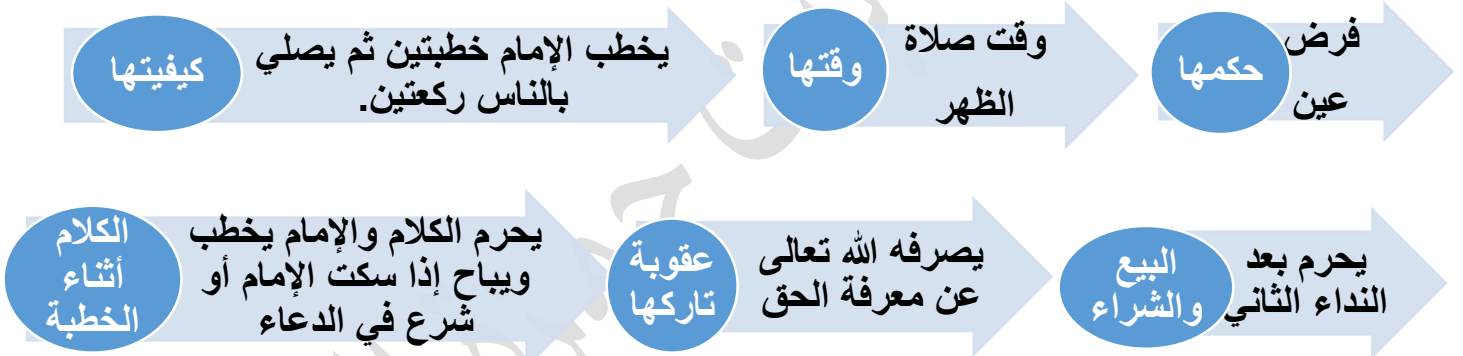 حكمها
فرض
عين
وقتها
وقت صلاة
الظهر
كيفيتها
يخطب الإمام خطبتين ثم يصلي
بالناس ركعتين.
البيع
والشراء
يحرم بعد
النداء الثاني
عقوبة
تاركها
يصرفه الله تعالى
عن معرفة الحق
الكلام
أثناء
الخطبة
يحرم الكلام والإمام يخطب
ويباح إذا سكت الإمام أو
شرع في الدعاء